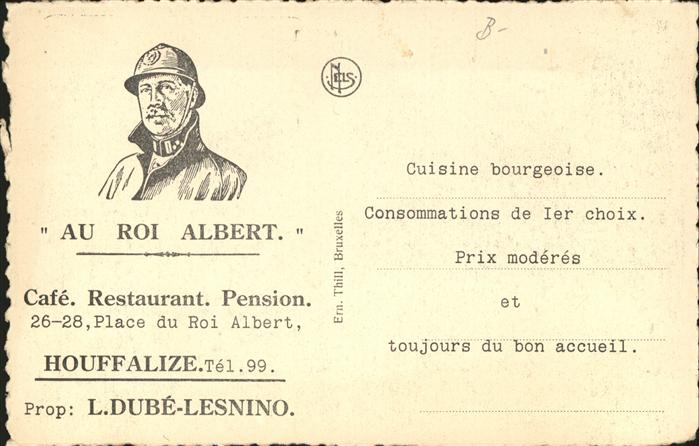 B-
NELS
" AU ROI ALBERT. "
Café. Restaurant. Pension.
26-28,Place du Roi Albert,
HOUFFALIZE.Tél.99.
Prop: L.DUBÉ-LESNINO.
Ern. Thill, Bruxelles
Cuisine bourgeoise.
Consommations de Ier choix.
Prix modérés
et
toujours du bon accueil.